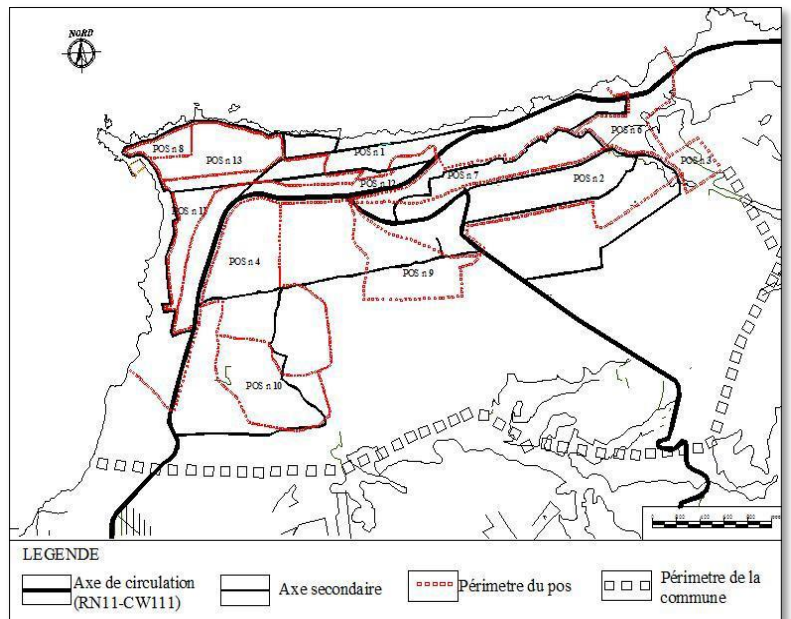 NORD
POS n 8
POS n 13
POS n 1
POS n 6
POS n 3
POS n 7
POS n 2
POS n 11
POS n 12
POS n 4
POS n 9
POS n 10
LEGENDE
Axe de circulation
(RN11-CW111)
Axe secondaire
Périmetre du pos
Périmetre de la
commune